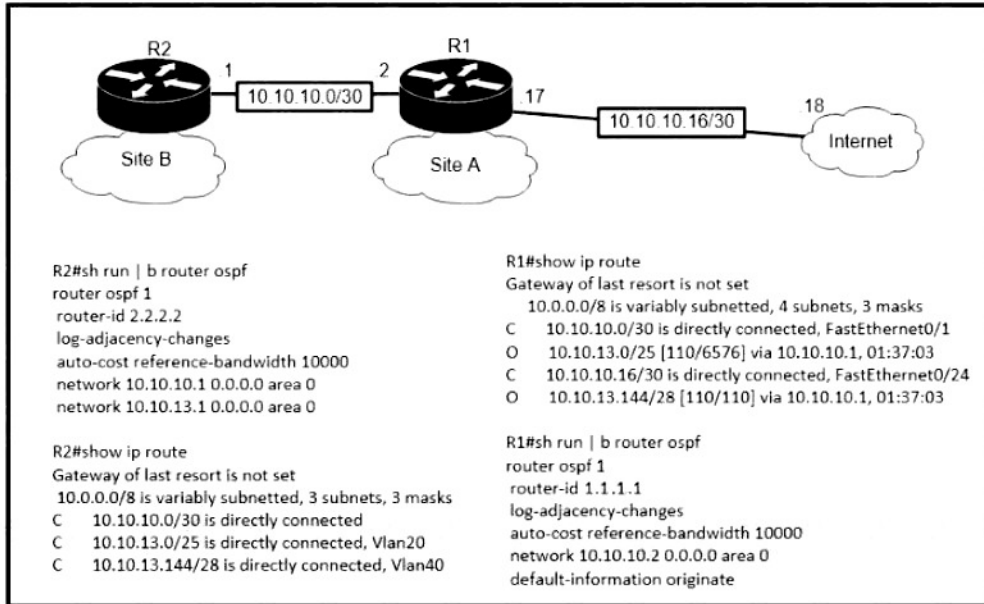 R2
R1
.1
2
10.10.10.0/30
.17
10.10.10.16/30
.18
Site B
Site A
Internet
R2#sh run | b router ospf
router ospf 1
router-id 2.2.2.2
log-adjacency-changes
auto-cost reference-bandwidth 10000
network 10.10.10.1 0.0.0.0 area 0
network 10.10.13.1 0.0.0.0 area 0
R2#show ip route
Gateway of last resort is not set
10.0.0.0/8 is variably subnetted, 3 subnets, 3 masks
C 10.10.10.0/30 is directly connected
C 10.10.13.0/25 is directly connected, Vlan20
C 10.10.13.144/28 is directly connected, Vlan40
R1#show ip route
Gateway of last resort is not set
10.0.0.0/8 is variably subnetted, 4 subnets, 3 masks
C 10.10.10.0/30 is directly connected, FastEthernet0/1
O 10.10.13.0/25 [110/6576] via 10.10.10.1, 01:37:03
C 10.10.10.16/30 is directly connected, FastEthernet0/24
O 10.10.13.144/28 [110/110] via 10.10.10.1, 01:37:03
R1#sh run | b router ospf
router ospf 1
router-id 1.1.1.1
log-adjacency-changes
auto-cost reference-bandwidth 10000
network 10.10.10.2 0.0.0.0 area 0
default-information originate